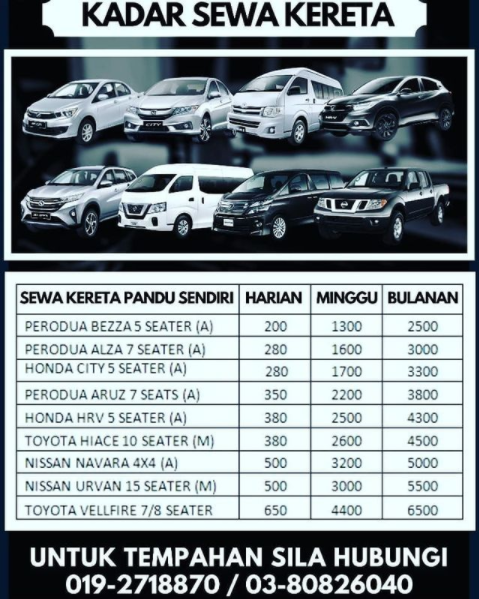 KADAR SEWA KERETA
CITY
SEWA KERETA PANDU SENDIRI HARIAN MINGGU BULANAN
PERODUA BEZZA 5 SEATER (A) 200 1300 2500
PERODUA ALZA 7 SEATER (A) 280 1600 3000
HONDA CITY 5 SEATER (A) 280 1700 3300
PERODUA ARUZ 7 SEATS (A) 350 2200 3800
HONDA HRV 5 SEATER (A) 380 2500 4300
TOYOTA HIACE 10 SEATER (M) 380 2600 4500
NISSAN NAVARA 4X4 (A) 500 3200 5000
NISSAN URVAN 15 SEATER (M) 500 3000 5500
TOYOTA VELLFIRE 7/8 SEATER 650 4400 6500
UNTUK TEMPAHAN SILA HUBUNGI
019-2718870 / 03-80826040